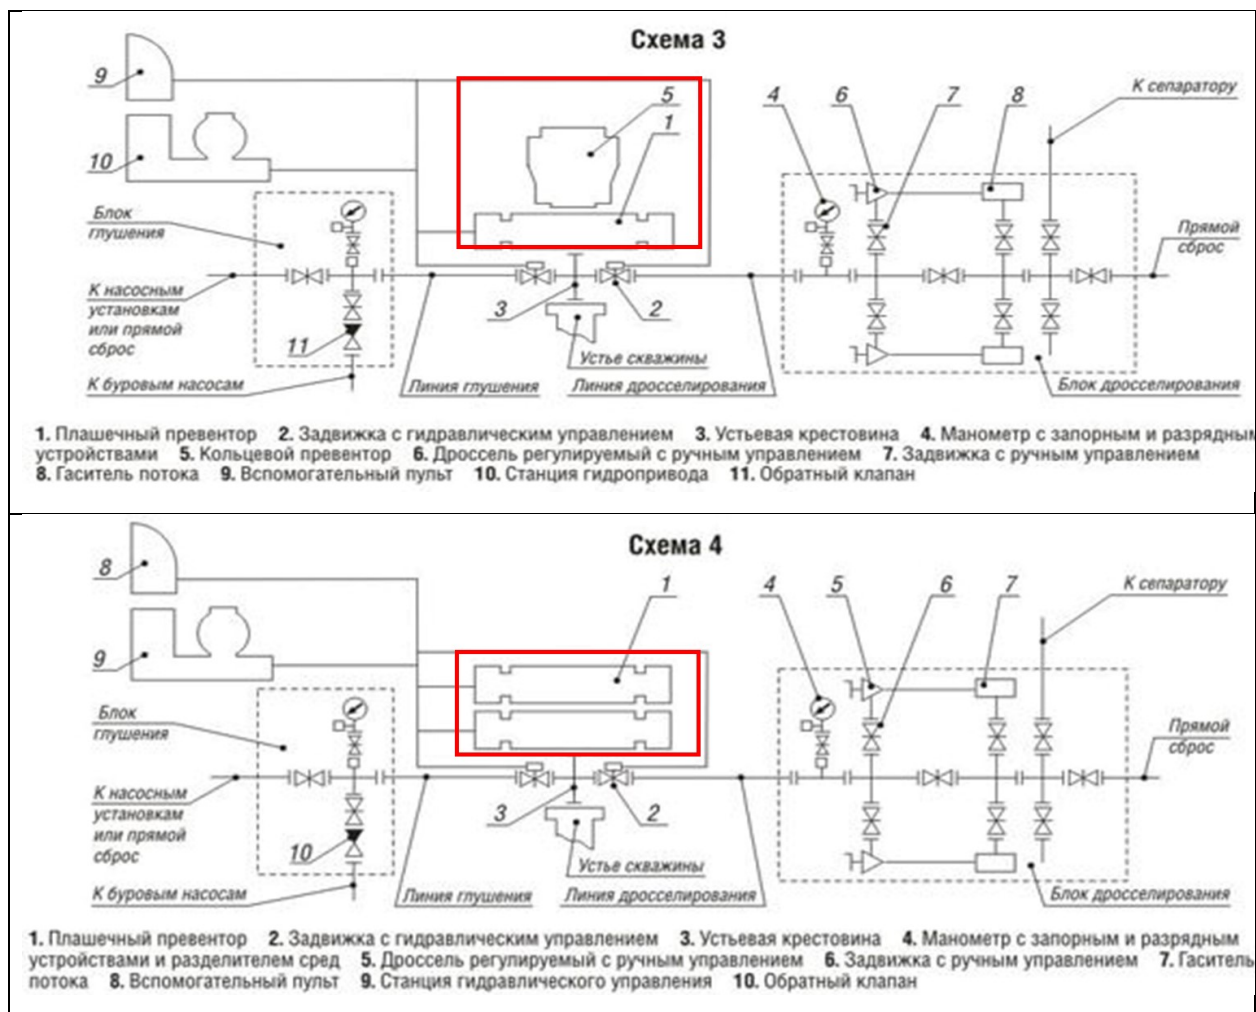 Схема 3
9
5
4
6
7
8
К сепаратору
1
10
Блок
глушения
Прямой
сброс
К насосным
установкам
или прямой
сброс
3
2
11
Устье скважины
К буровым насосам
Линия глушения
Линия дросселирования
Блок дросселирования
1. Плашечный превентор 2. Задвижка с гидравлическим управлением 3. Устьевая крестовина 4. Манометр с запорным и разрядным
устройствами 5. Кольцевой превентор 6. Дроссель регулируемый с ручным управлением 7. Задвижка с ручным управлением
8. Гаситель потока 9. Вспомогательный пульт 10. Станция гидропривода 11. Обратный клапан
Схема 4
8
1
4
5
6
7
К сепаратору
9
Блок
глушения
Прямой
сброс
К насосным
установкам
или прямой
сброс
3
2
10
Устье скважины
К буровым насосам
Линия глушения
Линия дросселирования
Блок дросселирования
1. Плашечный превентор 2. Задвижка с гидравлическим управлением 3. Устьевая крестовина 4. Манометр с запорным и разрядным
устройствами и разделителем сред 5. Дроссель регулируемый с ручным управлением 6. Задвижка с ручным управлением 7. Гаситель
потока 8. Вспомогательный пульт 9. Станция гидравлического управления 10. Обратный клапан